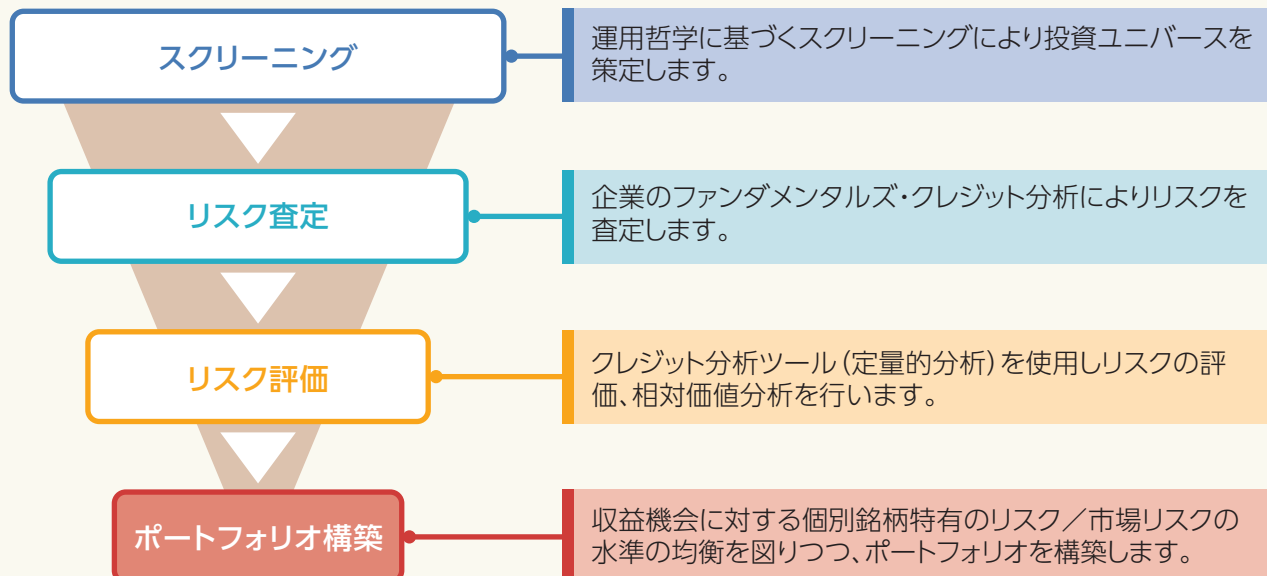 スクリーニング
運用哲学に基づくスクリーニングにより投資ユニバースを
策定します。
リスク査定
企業のファンダメンタルズ・クレジット分析によりリスクを
査定します。
リスク評価
クレジット分析ツール（定量的分析）を使用しリスクの評
価、相対価値分析を行います。
ポートフォリオ構築
収益機会に対する個別銘柄特有のリスク／市場リスクの
水準の均衡を図りつつ、ポートフォリオを構築します。